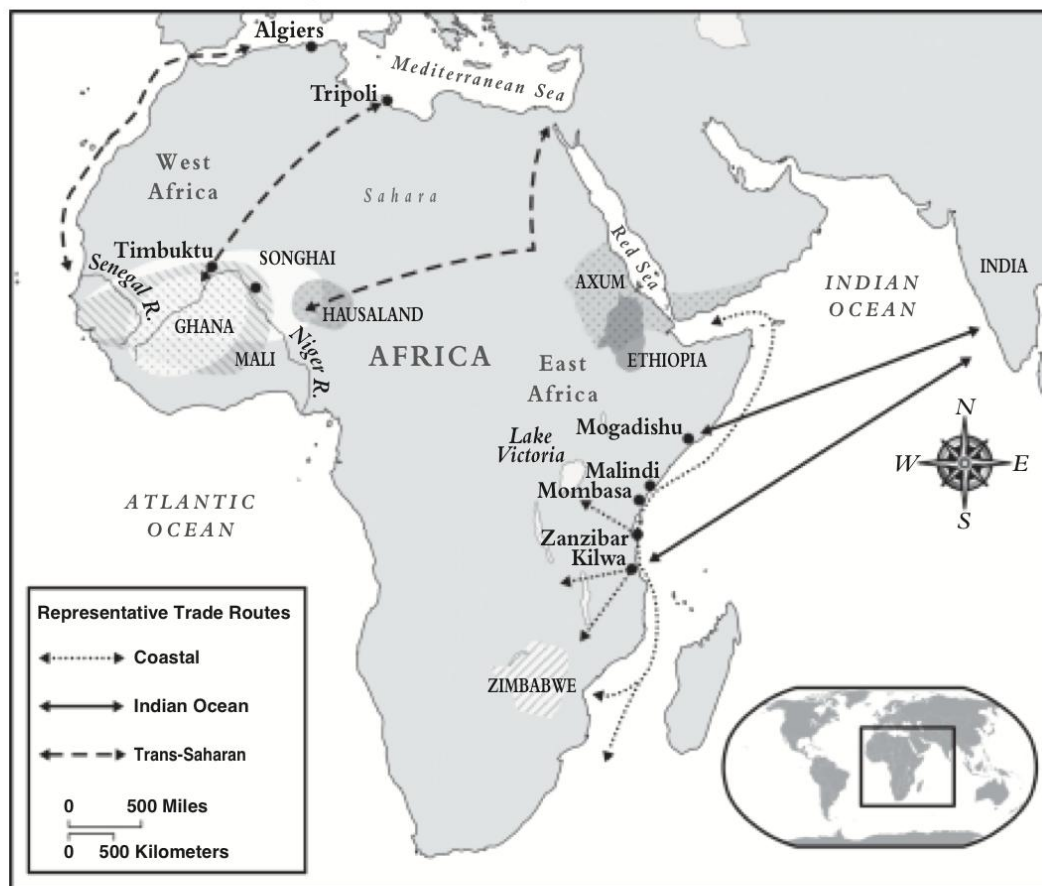 Algiers
Mediterranean Sea
Tripoli
West
Africa
Sahara
Red Sea
Timbuktu
SONGHAI
Senegal R.
AXUM
INDIA
INDIAN
OCEAN
HAUSALAND
GHANA
MALI
Niger R.
AFRICA
ETHIOPIA
East
Africa
Mogadishu
Lake
Victoria
Malindi
Mombasa
N
W
E
S
ATLANTIC
OCEAN
Zanzibar
Kilwa
ZIMBABWE
Representative Trade Routes
Coastal
Indian Ocean
Trans-Saharan
0 500 Miles
0 500 Kilometers